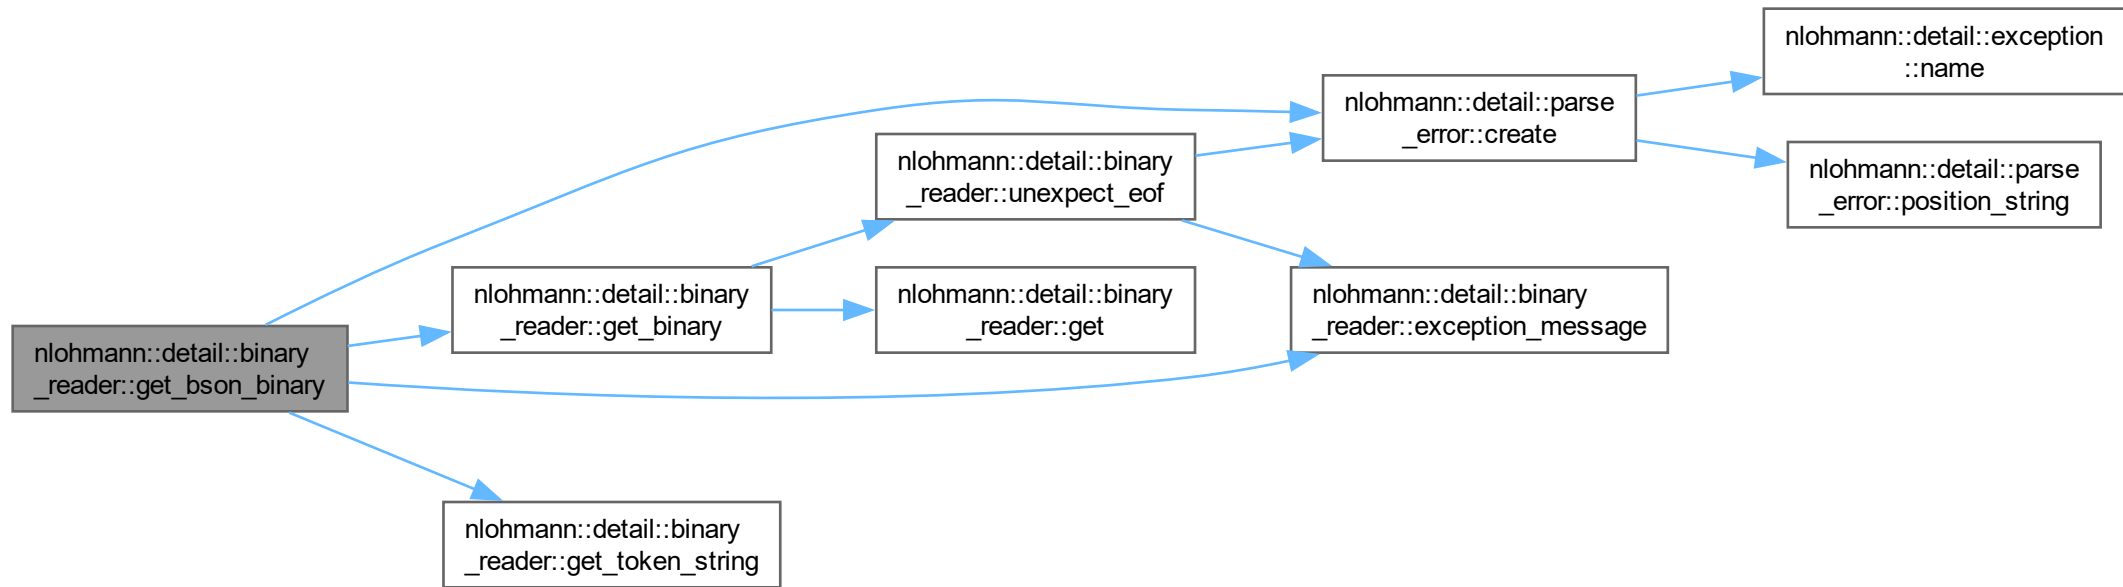 nlohmann::detail::binary
_reader::get_bson_binary
nlohmann::detail::binary
_reader::get_binary
nlohmann::detail::binary
_reader::unexpect_eof
nlohmann::detail::binary
_reader::get
nlohmann::detail::parse
_error::create
nlohmann::detail::exception
::name
nlohmann::detail::parse
_error::position_string
nlohmann::detail::binary
_reader::exception_message
nlohmann::detail::binary
_reader::get_token_string